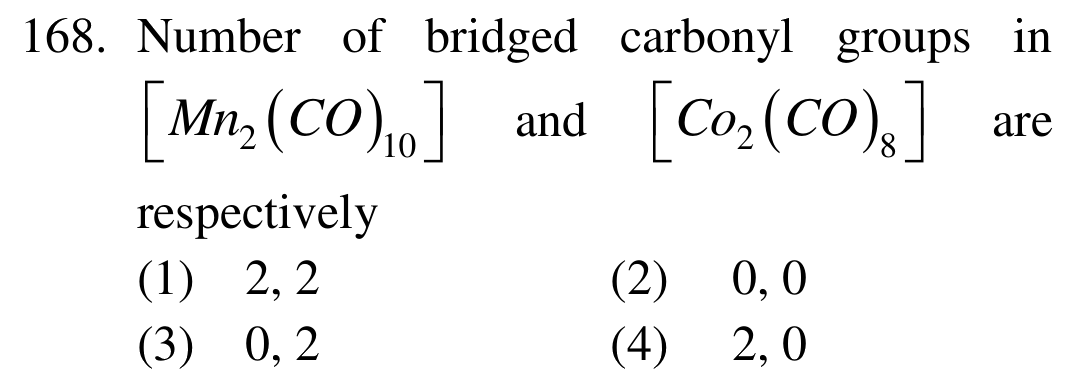 168. Number of bridged carbonyl groups in
[Mn₂(CO)₁₀] and [Co₂(CO)₈] are
respectively
(1) 2, 2 (2) 0, 0
(3) 0, 2 (4) 2, 0